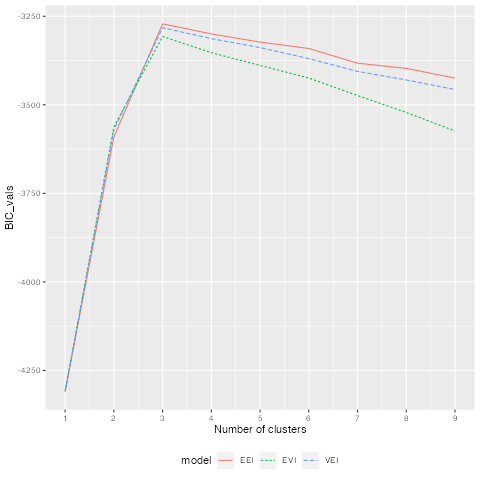 -3250
-3500
-3750
-4000
-4250
BIC_vals
1 2 3 4 5 6 7 8 9
Number of clusters
model EEI EVI VEI